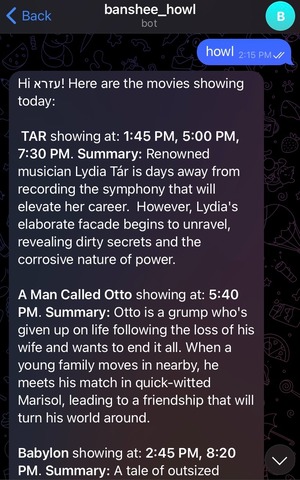 Back
banshee_howl
bot
B
howl 2:15 PM
Hi עזרא! Here are the movies showing
today:
TAR showing at: 1:45 PM, 5:00 PM,
7:30 PM. Summary: Renowned
musician Lydia Tár is days away from
recording the symphony that will
elevate her career.  However, Lydia's
elaborate facade begins to unravel,
revealing dirty secrets and the
corrosive nature of power.
A Man Called Otto showing at: 5:40
PM. Summary: Otto is a grump who's
given up on life following the loss of his
wife and wants to end it all. When a
young family moves in nearby, he
meets his match in quick-witted
Marisol, leading to a friendship that will
turn his world around.
Babylon showing at: 2:45 PM, 8:20
PM. Summary: A tale of outsized